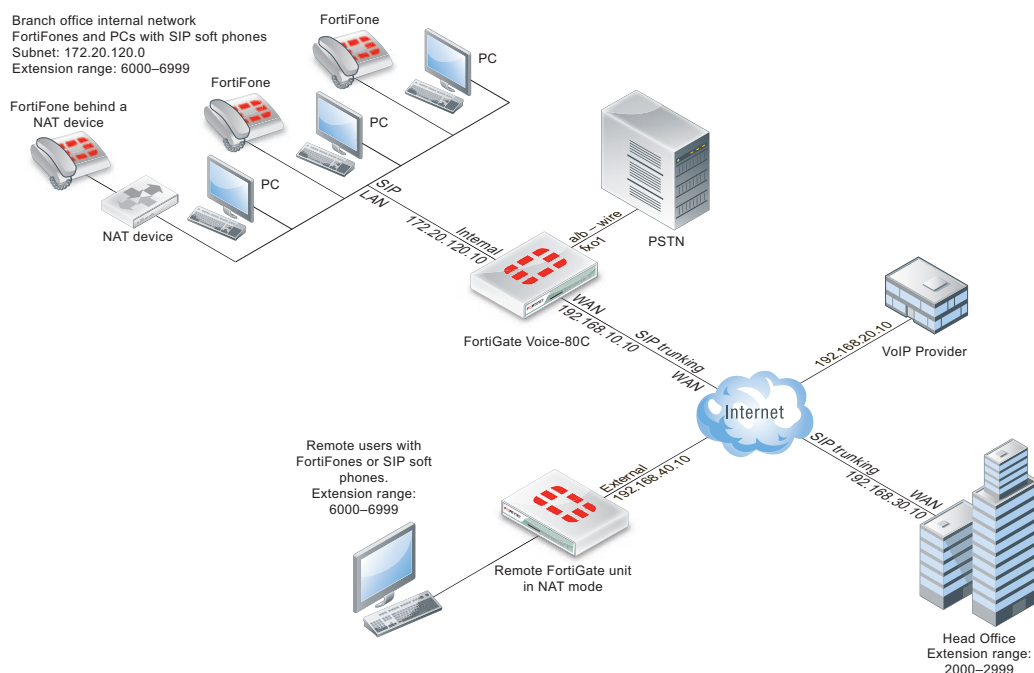 Branch office internal network
FortiFones and PCs with SIP soft phones
Subnet: 172.20.120.0
Extension range: 6000–6999
FortiFone
PC
FortiFone
PC
FortiFone behind a
NAT device
PC
NAT device
SIP
LAN
Internal
172.20.120.10
a/b – wire
fxo1
PSTN
FortiGate Voice-80C
WAN
192.168.10.10
SIP trunking
WAN
192.168.20.10
VoIP Provider
Internet
Remote users with
FortiFones or SIP soft
phones.
Extension range:
6000–6999
External
192.168.40.10
Remote FortiGate unit
in NAT mode
SIP trunking
WAN
192.168.30.10
Head Office
Extension range:
2000–2999